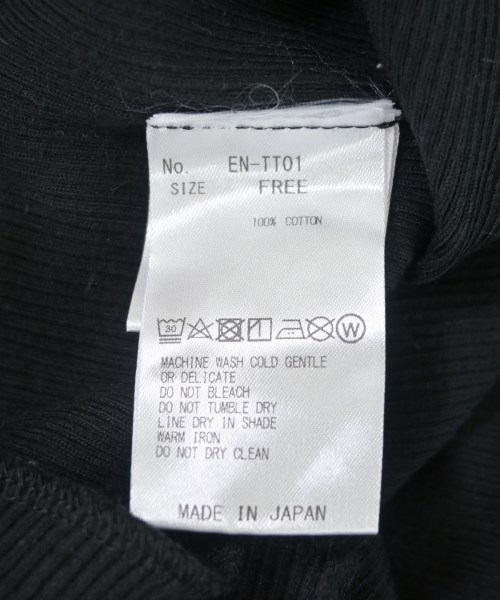 No. EN-TT01
SIZE FREE
100% COTTON
30 W
MACHINE WASH COLD GENTLE
OR DELICATE
DO NOT BLEACH
DO NOT TUMBLE DRY
LINE DRY IN SHADE
WARM IRON
DO NOT DRY CLEAN
MADE IN JAPAN